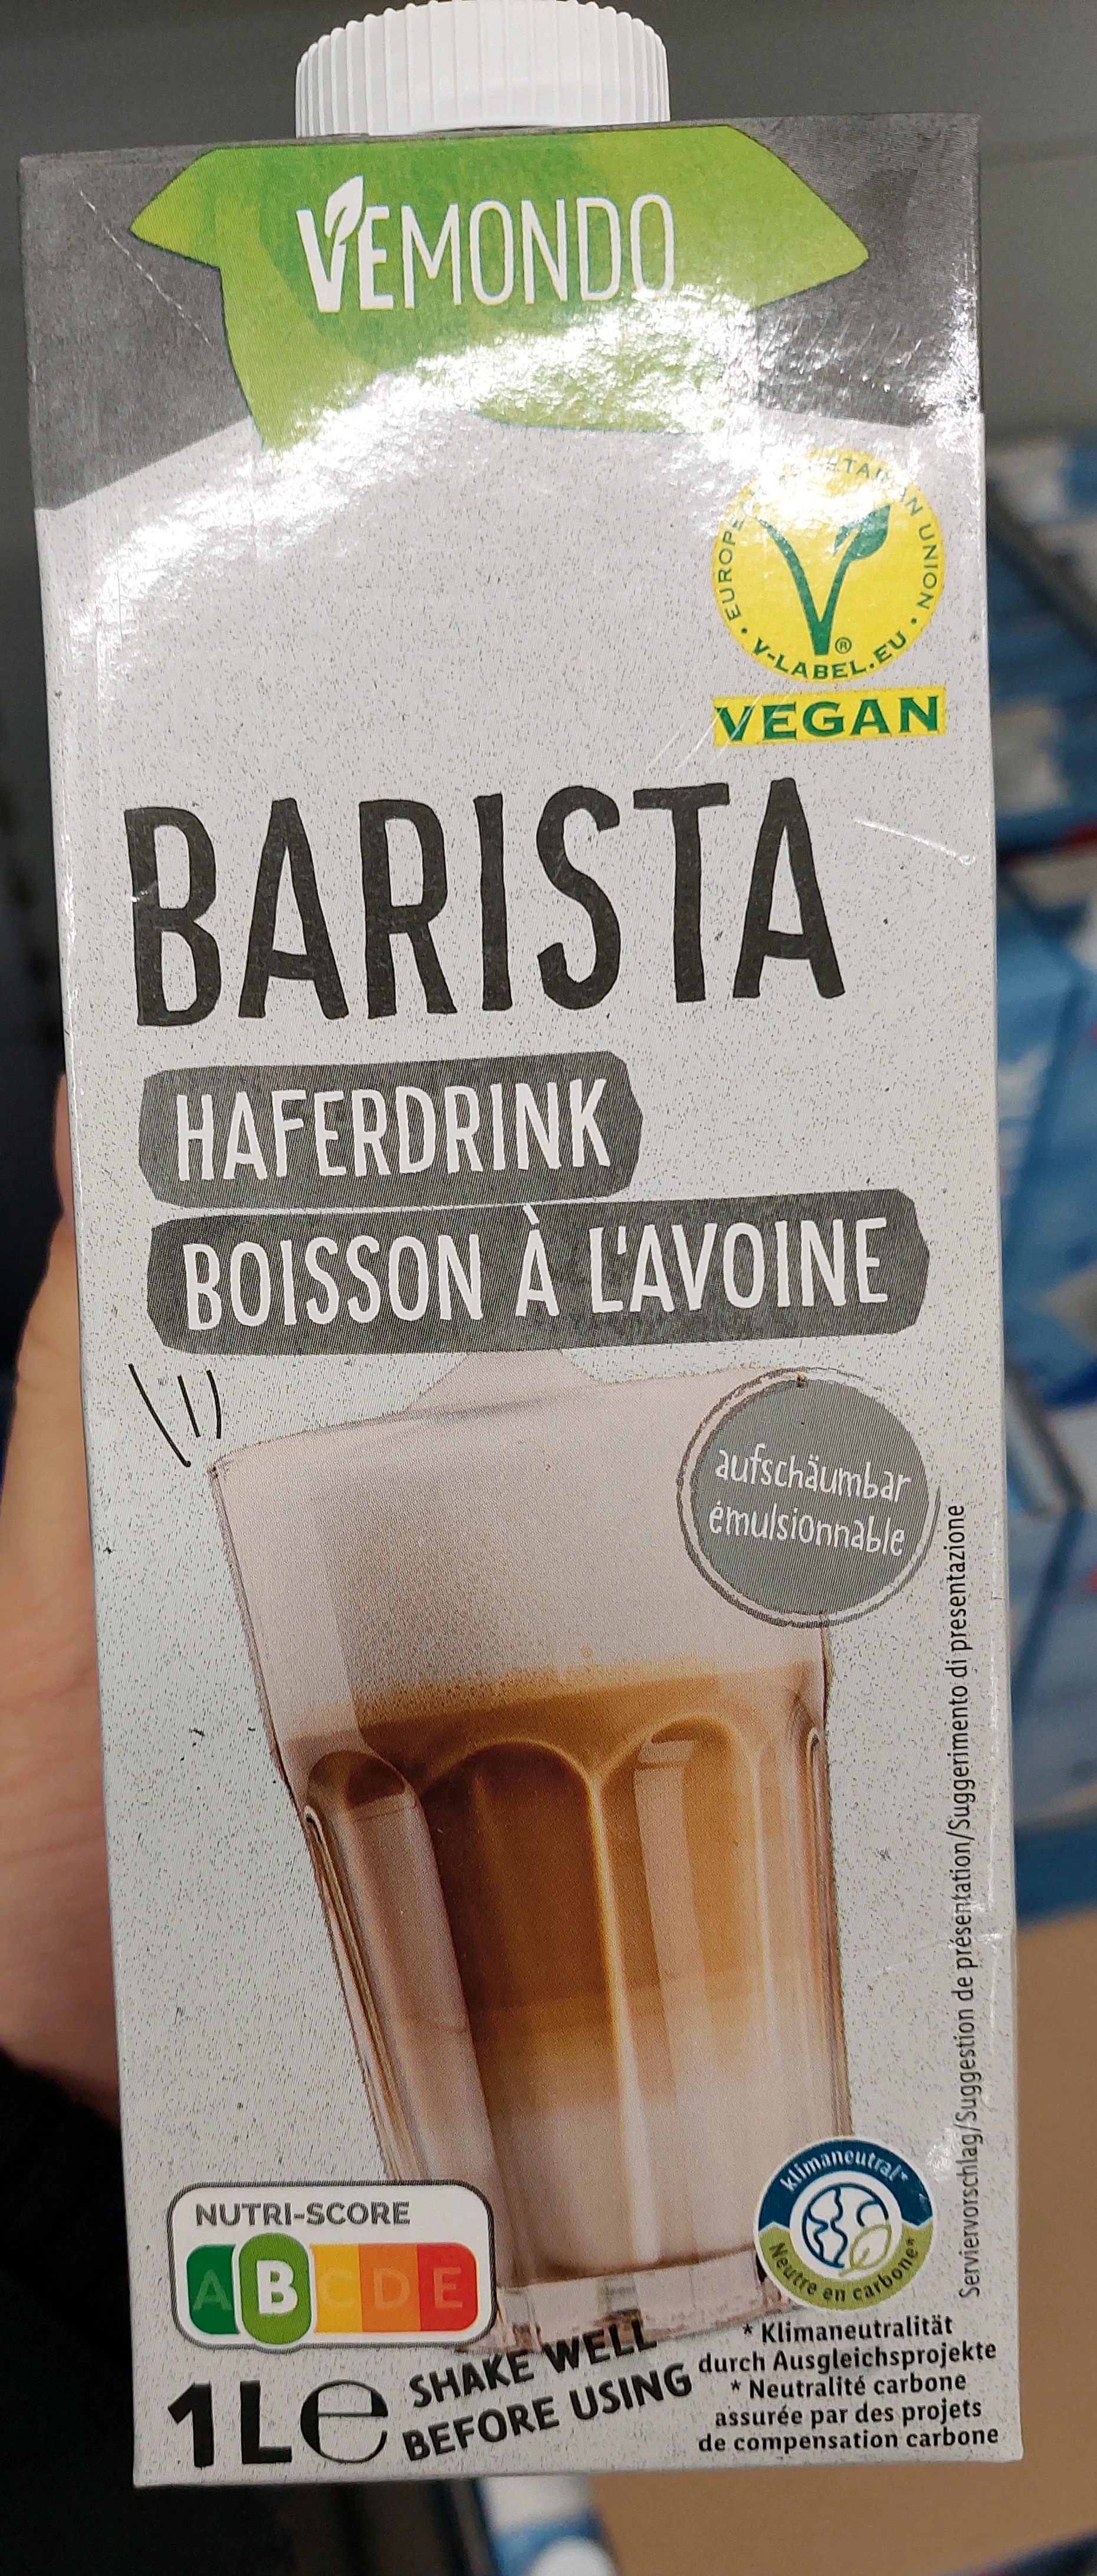 VEMONDO
EUROPEAN VEGETARIAN UNION
V-LABEL.EU
®
VEGAN
BARISTA
HAFERDRINK
BOISSON À L'AVOINE
aufschäumbar
émulsionnable
Serviervorschlag/Suggestion de présentation/Suggerimento di presentazione
klimaneutral*
Neutre en carbone*
NUTRI-SCORE
A B C D E
1L e
SHAKE WELL
BEFORE USING
* Klimaneutralität
durch Ausgleichsprojekte
* Neutralité carbone
assurée par des projets
de compensation carbone